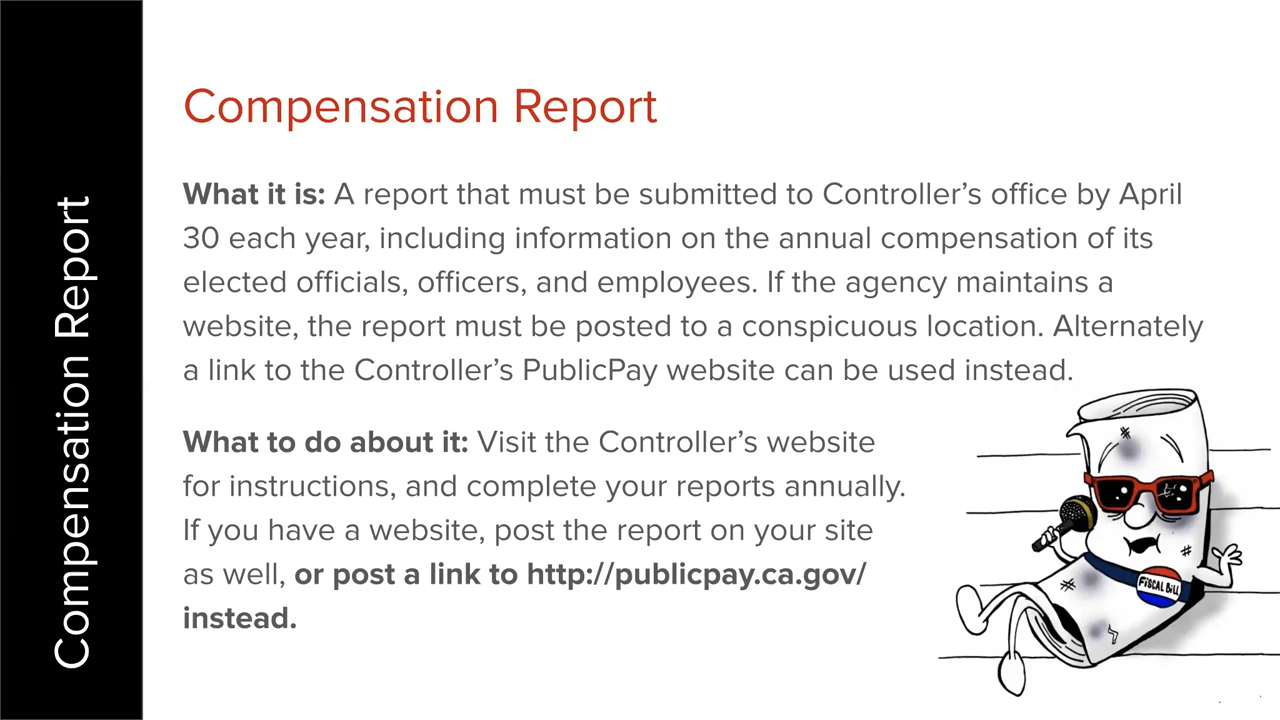 Compensation Report
Compensation Report
What it is: A report that must be submitted to Controller’s office by April
30 each year, including information on the annual compensation of its
elected officials, officers, and employees. If the agency maintains a
website, the report must be posted to a conspicuous location. Alternately
a link to the Controller’s PublicPay website can be used instead.
What to do about it: Visit the Controller’s website
for instructions, and complete your reports annually.
If you have a website, post the report on your site
as well, or post a link to http://publicpay.ca.gov/
instead.
FiSCAL BiLL